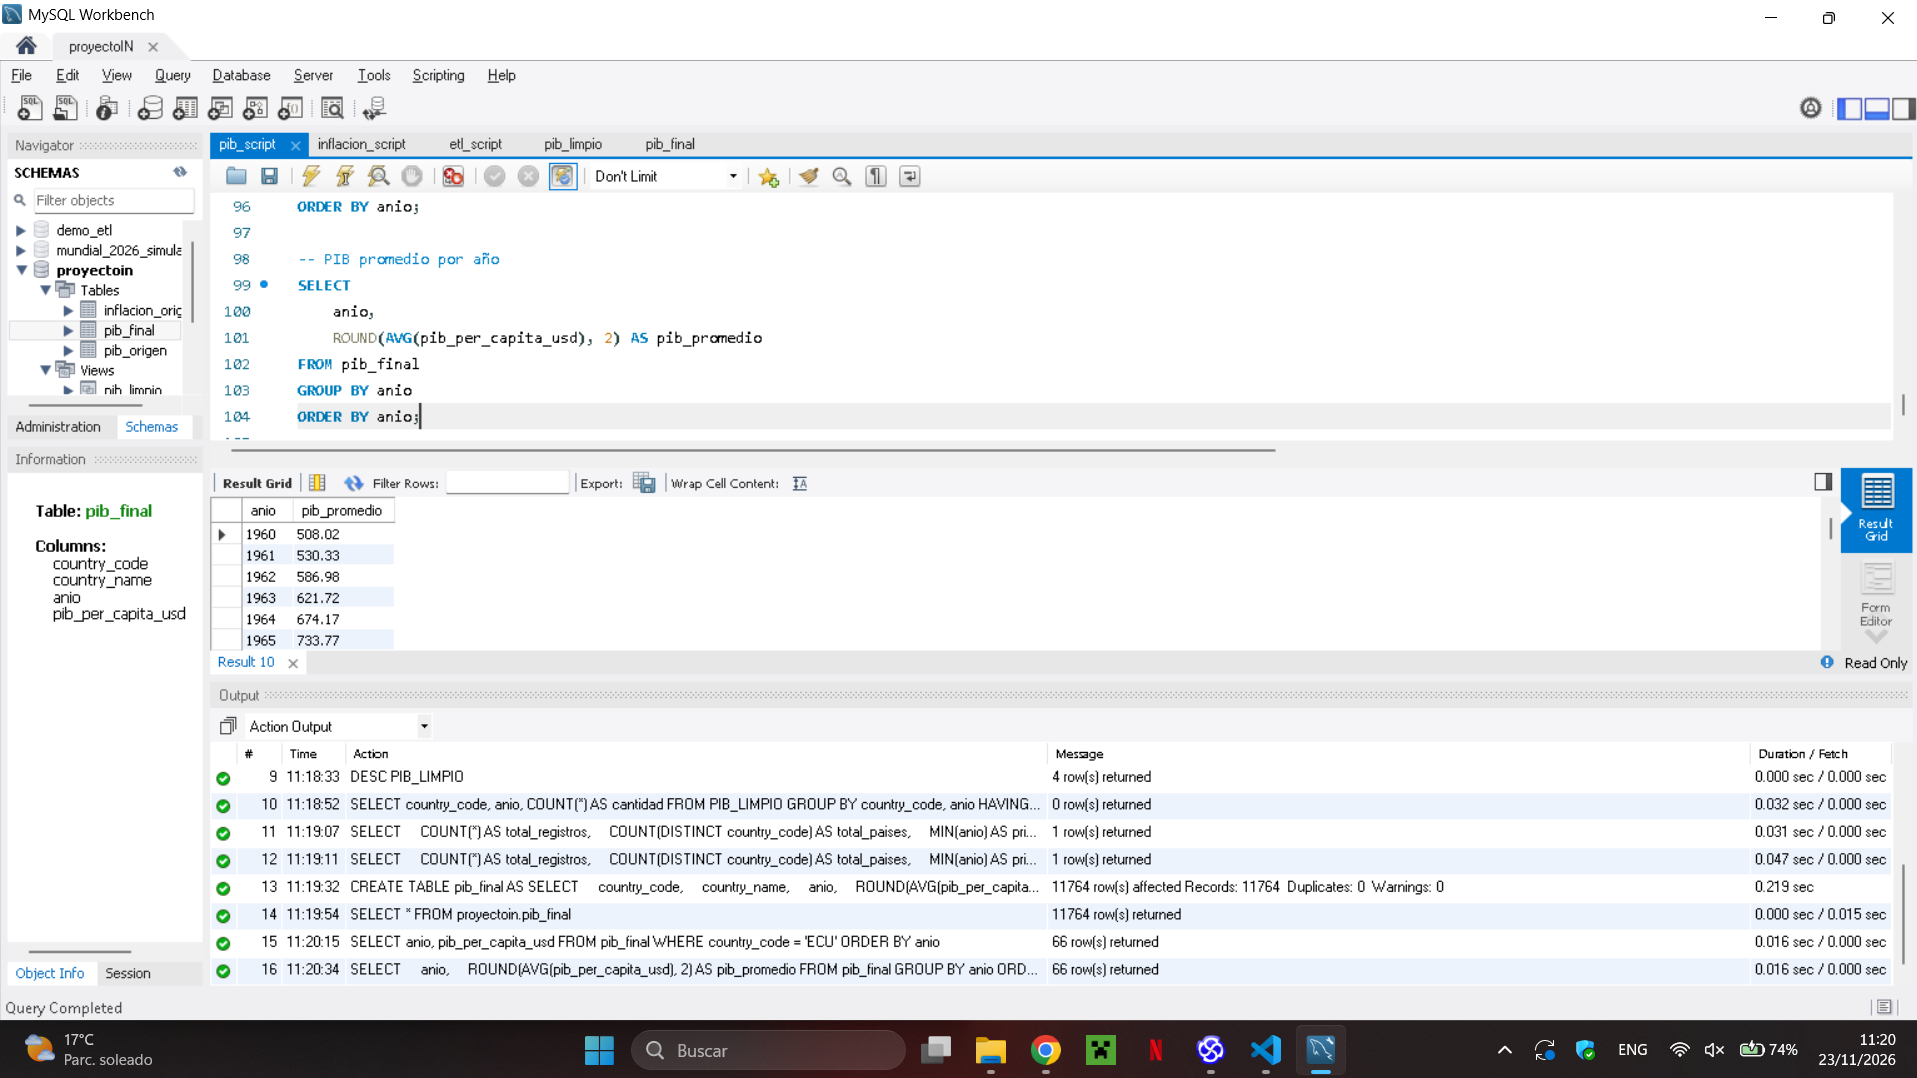 MySQL Workbench
proyectoIN
File Edit View Query Database Server Tools Scripting Help
Navigator
SCHEMAS
Filter objects
demo_etl
mundial_2026_simula
proyectoin
Tables
inflacion_orig
pib_final
pib_origen
Views
pib_limpio
Administration Schemas
Information
Table: pib_final
Columns:
country_code
country_name
anio
pib_per_capita_usd
Object Info Session
pib_script inflacion_script etl_script pib_limpio pib_final
Don't Limit
96 ORDER BY anio;
97
98 -- PIB promedio por año
99 SELECT
100 anio,
101 ROUND(AVG(pib_per_capita_usd), 2) AS pib_promedio
102 FROM pib_final
103 GROUP BY anio
104 ORDER BY anio;
Result Grid Filter Rows: Export: Wrap Cell Content:
anio pib_promedio
1960 508.02
1961 530.33
1962 586.98
1963 621.72
1964 674.17
1965 733.77
Result Grid
Form Editor
Result 10
Read Only
Output
Action Output
# Time Action Message Duration / Fetch
9 11:18:33 DESC PIB_LIMPIO 4 row(s) returned 0.000 sec / 0.000 sec
10 11:18:52 SELECT country_code, anio, COUNT(*) AS cantidad FROM PIB_LIMPIO GROUP BY country_code, anio HAVING... 0 row(s) returned 0.032 sec / 0.000 sec
11 11:19:07 SELECT COUNT(*) AS total_registros, COUNT(DISTINCT country_code) AS total_paises, MIN(anio) AS pri... 1 row(s) returned 0.031 sec / 0.000 sec
12 11:19:11 SELECT COUNT(*) AS total_registros, COUNT(DISTINCT country_code) AS total_paises, MIN(anio) AS pri... 1 row(s) returned 0.047 sec / 0.000 sec
13 11:19:32 CREATE TABLE pib_final AS SELECT country_code, country_name, anio, ROUND(AVG(pib_per_capita... 11764 row(s) affected Records: 11764 Duplicates: 0 Warnings: 0 0.219 sec
14 11:19:54 SELECT * FROM proyectoin.pib_final 11764 row(s) returned 0.000 sec / 0.015 sec
15 11:20:15 SELECT anio, pib_per_capita_usd FROM pib_final WHERE country_code = 'ECU' ORDER BY anio 66 row(s) returned 0.016 sec / 0.000 sec
16 11:20:34 SELECT anio, ROUND(AVG(pib_per_capita_usd), 2) AS pib_promedio FROM pib_final GROUP BY anio ORD... 66 row(s) returned 0.016 sec / 0.000 sec
Query Completed
17°C
Parc. soleado
Buscar
ENG
74%
11:20
23/11/2026